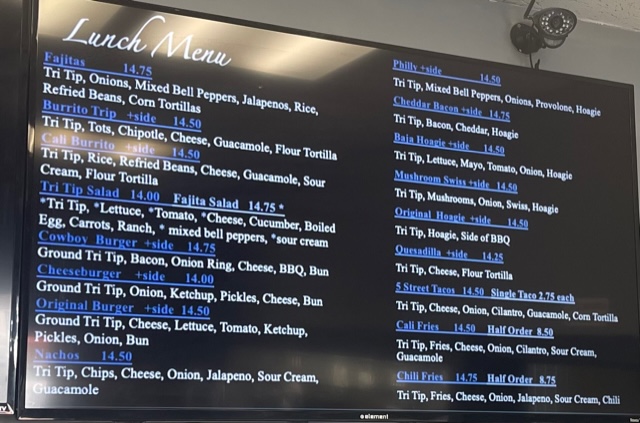 Lunch Menu
Fajitas 14.75
Tri Tip, Onions, Mixed Bell Peppers, Jalapenos, Rice,
Refried Beans, Corn Tortillas
Burrito Trip +side 14.50
Tri Tip, Tots, Chipotle, Cheese, Guacamole, Flour Tortilla
Cali Burrito +side 14.50
Tri Tip, Rice, Refried Beans, Cheese, Guacamole, Sour
Cream, Flour Tortilla
Tri Tip Salad 14.00 Fajita Salad 14.75 *
*Tri Tip, *Lettuce, *Tomato, *Cheese, Cucumber, Boiled
Egg, Carrots, Ranch, * mixed bell peppers, *sour cream
Cowboy Burger +side 14.75
Ground Tri Tip, Bacon, Onion Ring, Cheese, BBQ, Bun
Cheeseburger +side 14.00
Ground Tri Tip, Onion, Ketchup, Pickles, Cheese, Bun
Original Burger +side 14.50
Ground Tri Tip, Cheese, Lettuce, Tomato, Ketchup,
Pickles, Onion, Bun
Nachos 14.50
Tri Tip, Chips, Cheese, Onion, Jalapeno, Sour Cream,
Guacamole
Philly +side 14.50
Tri Tip, Mixed Bell Peppers, Onions, Provolone, Hoagie
Cheddar Bacon +side 14.75
Tri Tip, Bacon, Cheddar, Hoagie
Baja Hoagie +side 14.50
Tri Tip, Lettuce, Mayo, Tomato, Onion, Hoagie
Mushroom Swiss +side 14.50
Tri Tip, Mushrooms, Onion, Swiss, Hoagie
Original Hoagie +side 14.50
Tri Tip, Hoagie, Side of BBQ
Quesadilla +side 14.25
Tri Tip, Cheese, Flour Tortilla
5 Street Tacos 14.50 Single Taco 2.75 each
Tri Tip, Cheese, Onion, Cilantro, Guacamole, Corn Tortilla
Cali Fries 14.50 Half Order 8.50
Tri Tip, Fries, Cheese, Onion, Cilantro, Sour Cream,
Guacamole
Chili Fries 14.75 Half Order 8.75
Tri Tip, Fries, Cheese, Onion, Jalapeno, Sour Cream, Chili
element